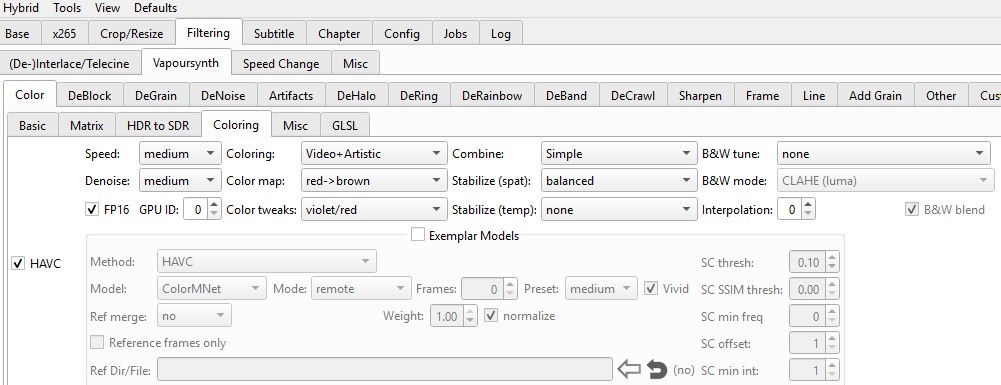 Hybrid Tools View Defaults
Base x265 Crop/Resize Filtering Subtitle Chapter Config Jobs Log
(De-)Interlace/Telecine Vapoursynth Speed Change Misc
Color DeBlock DeGrain DeNoise Artifacts DeHalo DeRing DeRainbow DeBand DeCrawl Sharpen Frame Line Add Grain Other Cus
Basic Matrix HDR to SDR Coloring Misc GLSL
Speed: medium Coloring: Video+Artistic Combine: Simple B&W tune: none
Denoise: medium Color map: red->brown Stabilize (spat): balanced B&W mode: CLAHE (luma)
FP16 GPU ID: 0 Color tweaks: violet/red Stabilize (temp): none Interpolation: 0 B&W blend
Exemplar Models
HAVC Method: HAVC SC thresh: 0.10
Model: ColorMNet Mode: remote Frames: 0 Preset: medium Vivid SC SSIM thresh: 0.00
Ref merge: no Weight: 1.00 normalize SC min freq 0
Reference frames only SC offset: 1
Ref Dir/File: (no) SC min int: 1